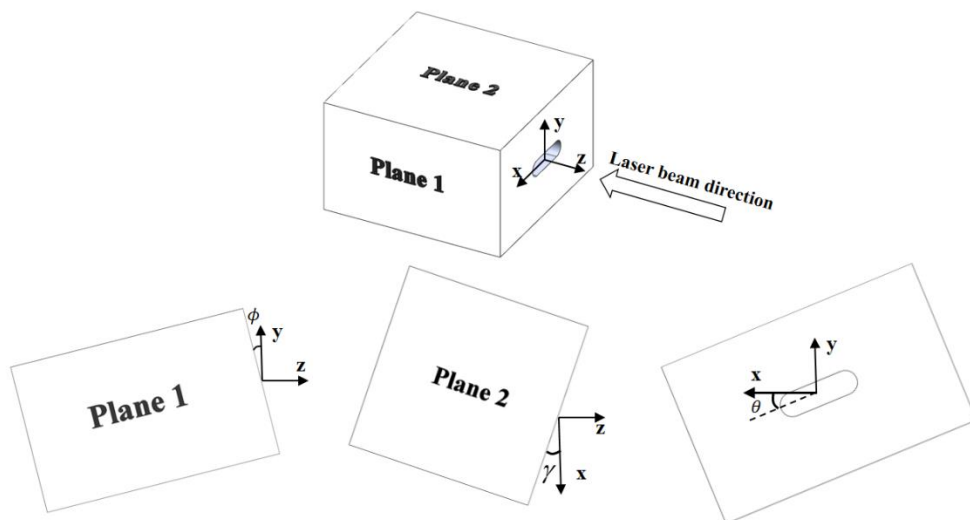 Plane 2
y
Plane 1
x
z
Laser beam direction
ϕ
y
z
Plane 1
Plane 2
z
γ
x
y
x
θ